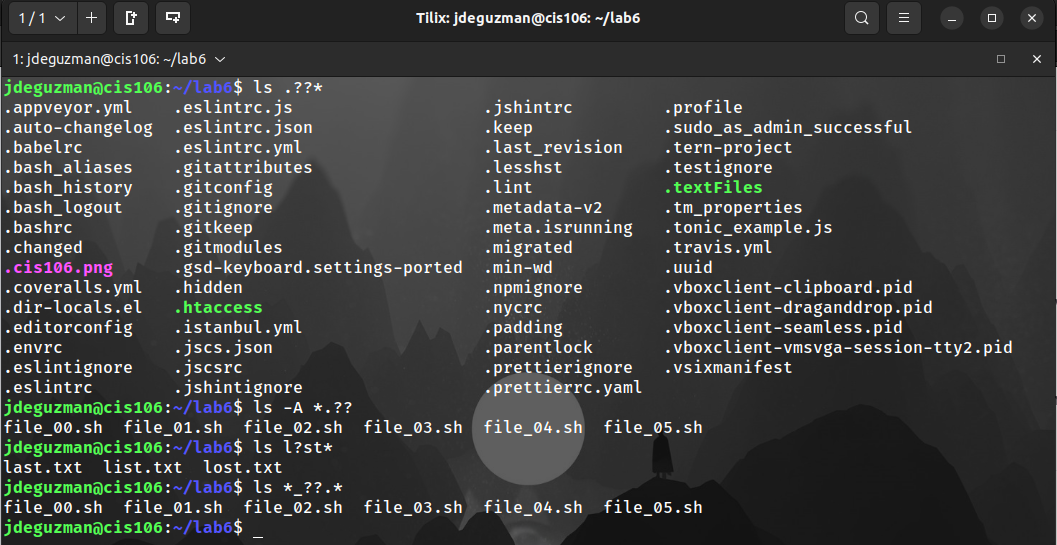 1 / 1
Tilix: jdeguzman@cis106: ~/lab6
1: jdeguzman@cis106: ~/lab6
jdeguzman@cis106:~/lab6$ ls .??*
.appveyor.yml .eslintrc.js .jshintrc .profile
.auto-changelog .eslintrc.json .keep .sudo_as_admin_successful
.babelrc .eslintrc.yml .last_revision .tern-project
.bash_aliases .gitattributes .lesshst .testignore
.bash_history .gitconfig .lint .textFiles
.bash_logout .gitignore .metadata-v2 .tm_properties
.bashrc .gitkeep .meta.isrunning .tonic_example.js
.changed .gitmodules .migrated .travis.yml
.cis106.png .gsd-keyboard.settings-ported .min-wd .uuid
.coveralls.yml .hidden .npmignore .vboxclient-clipboard.pid
.dir-locals.el .htaccess .nycrc .vboxclient-draganddrop.pid
.editorconfig .istanbul.yml .padding .vboxclient-seamless.pid
.envrc .jscs.json .parentlock .vboxclient-vmsvga-session-tty2.pid
.eslintignore .jscsrc .prettierignore .vsixmanifest
.eslintrc .jshintignore .prettierrc.yaml
jdeguzman@cis106:~/lab6$ ls -A *.??
file_00.sh file_01.sh file_02.sh file_03.sh file_04.sh file_05.sh
jdeguzman@cis106:~/lab6$ ls l?st*
last.txt list.txt lost.txt
jdeguzman@cis106:~/lab6$ ls *_??.*
file_00.sh file_01.sh file_02.sh file_03.sh file_04.sh file_05.sh
jdeguzman@cis106:~/lab6$ _